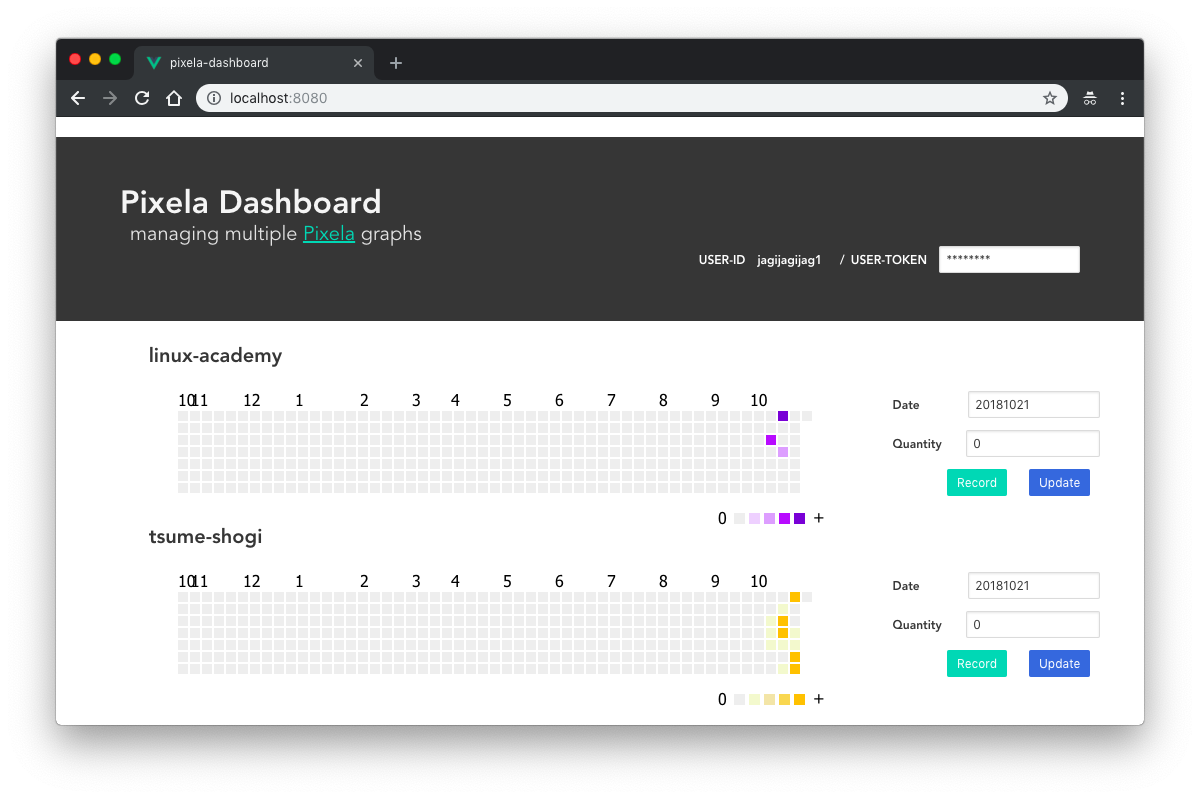 pixela-dashboard
localhost:8080
Pixela Dashboard
managing multiple Pixela graphs
USER-ID jagijagijag1 / USER-TOKEN ********
linux-academy
10 11 12 1 2 3 4 5 6 7 8 9 10
Date 20181021
Quantity 0
Record Update
0 +
tsume-shogi
10 11 12 1 2 3 4 5 6 7 8 9 10
Date 20181021
Quantity 0
Record Update
0 +